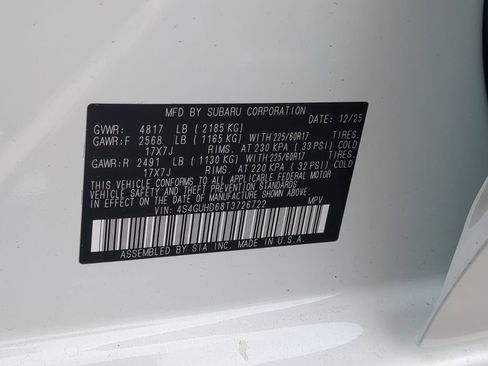 MFD BY SUBARU CORPORATION DATE: 12/25
GVWR: 4817 LB ( 2185 KG)
GAWR:F 2568 LB ( 1165 KG) WITH 225/60R17 TIRES.
17X7J RIMS. AT 230 KPA ( 33 PSI) COLD
GAWR:R 2491 LB ( 1130 KG) WITH 225/60R17 TIRES.
17X7J RIMS. AT 220 KPA ( 32 PSI) COLD
THIS VEHICLE CONFORMS TO ALL APPLICABLE FEDERAL MOTOR
VEHICLE SAFETY AND THEFT PREVENTION STANDARDS IN
EFFECT ON THE DATE OF MANUFACTURE SHOWN ABOVE.
VIN: 4S4GUHD68T3726722 MPV
ASSEMBLED BY SIA INC. MADE IN U.S.A.